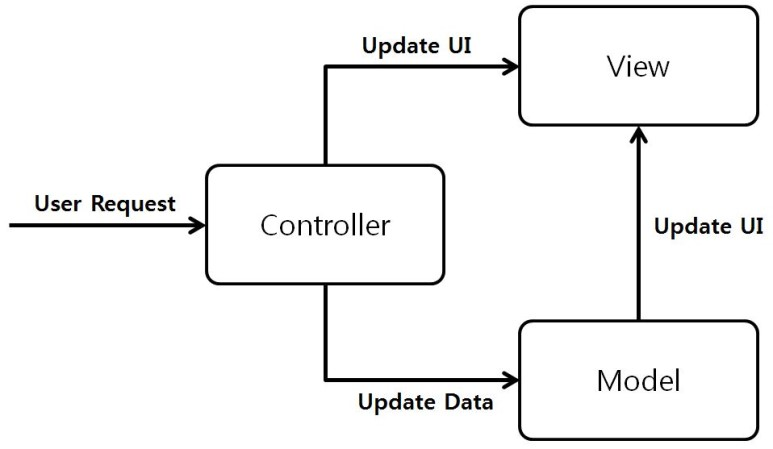 Update UI
View
User Request
Controller
Update UI
Model
Update Data